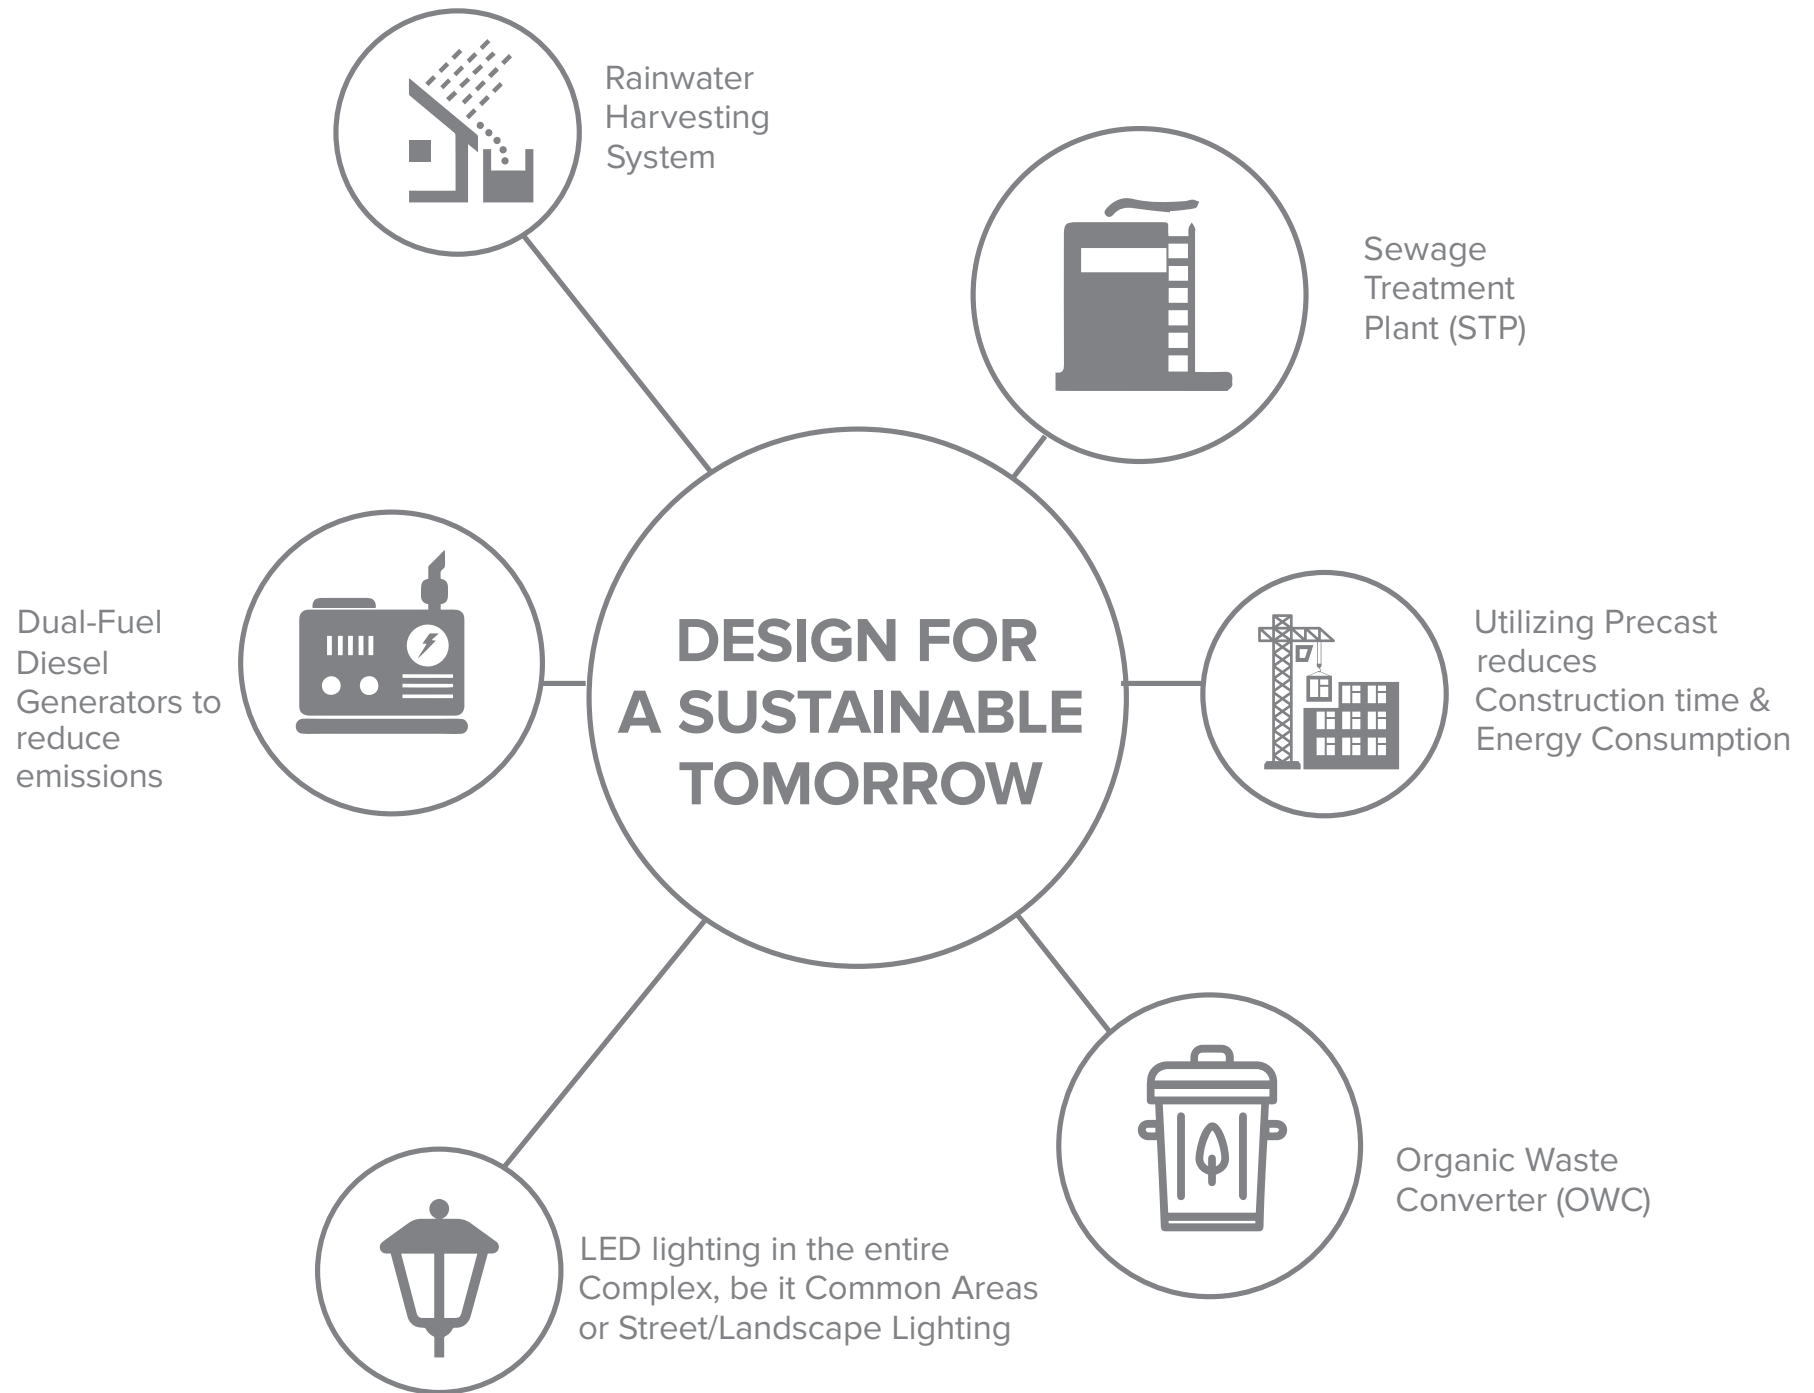 Rainwater
Harvesting
System
Sewage
Treatment
Plant (STP)
Dual-Fuel
Diesel
Generators to
reduce
emissions
DESIGN FOR
A SUSTAINABLE
TOMORROW
Utilizing Precast
reduces
Construction time &
Energy Consumption
Organic Waste
Converter (OWC)
LED lighting in the entire
Complex, be it Common Areas
or Street/Landscape Lighting